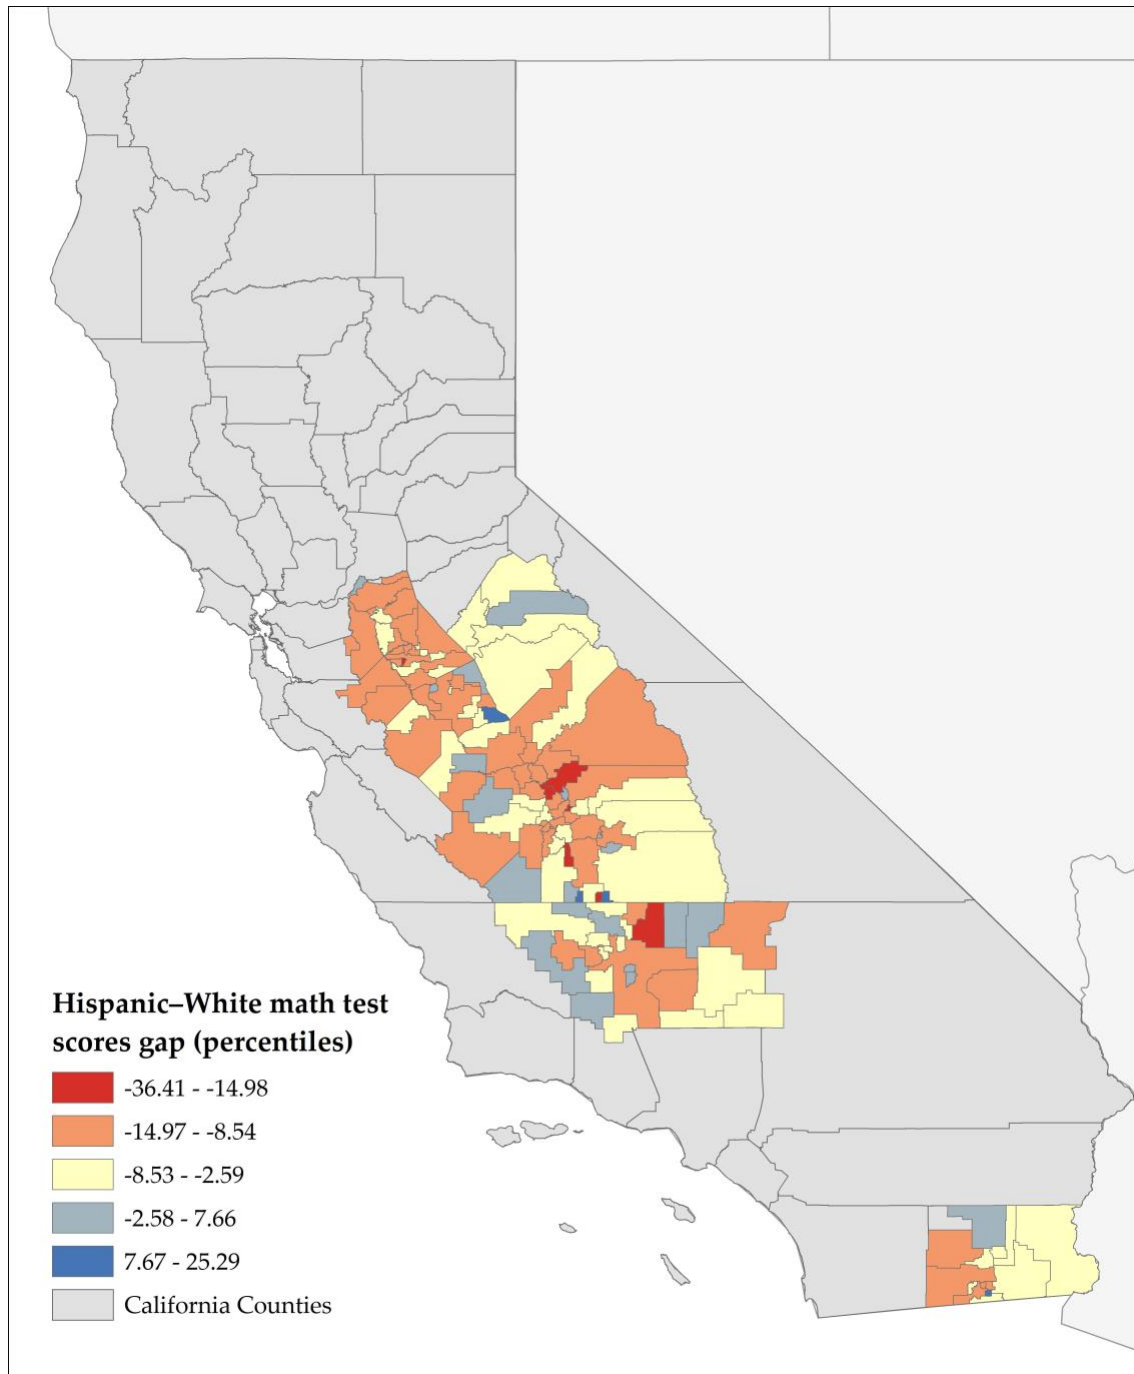 Hispanic–White math test
scores gap (percentiles)
-36.41 - -14.98
-14.97 - -8.54
-8.53 - -2.59
-2.58 - 7.66
7.67 - 25.29
California Counties